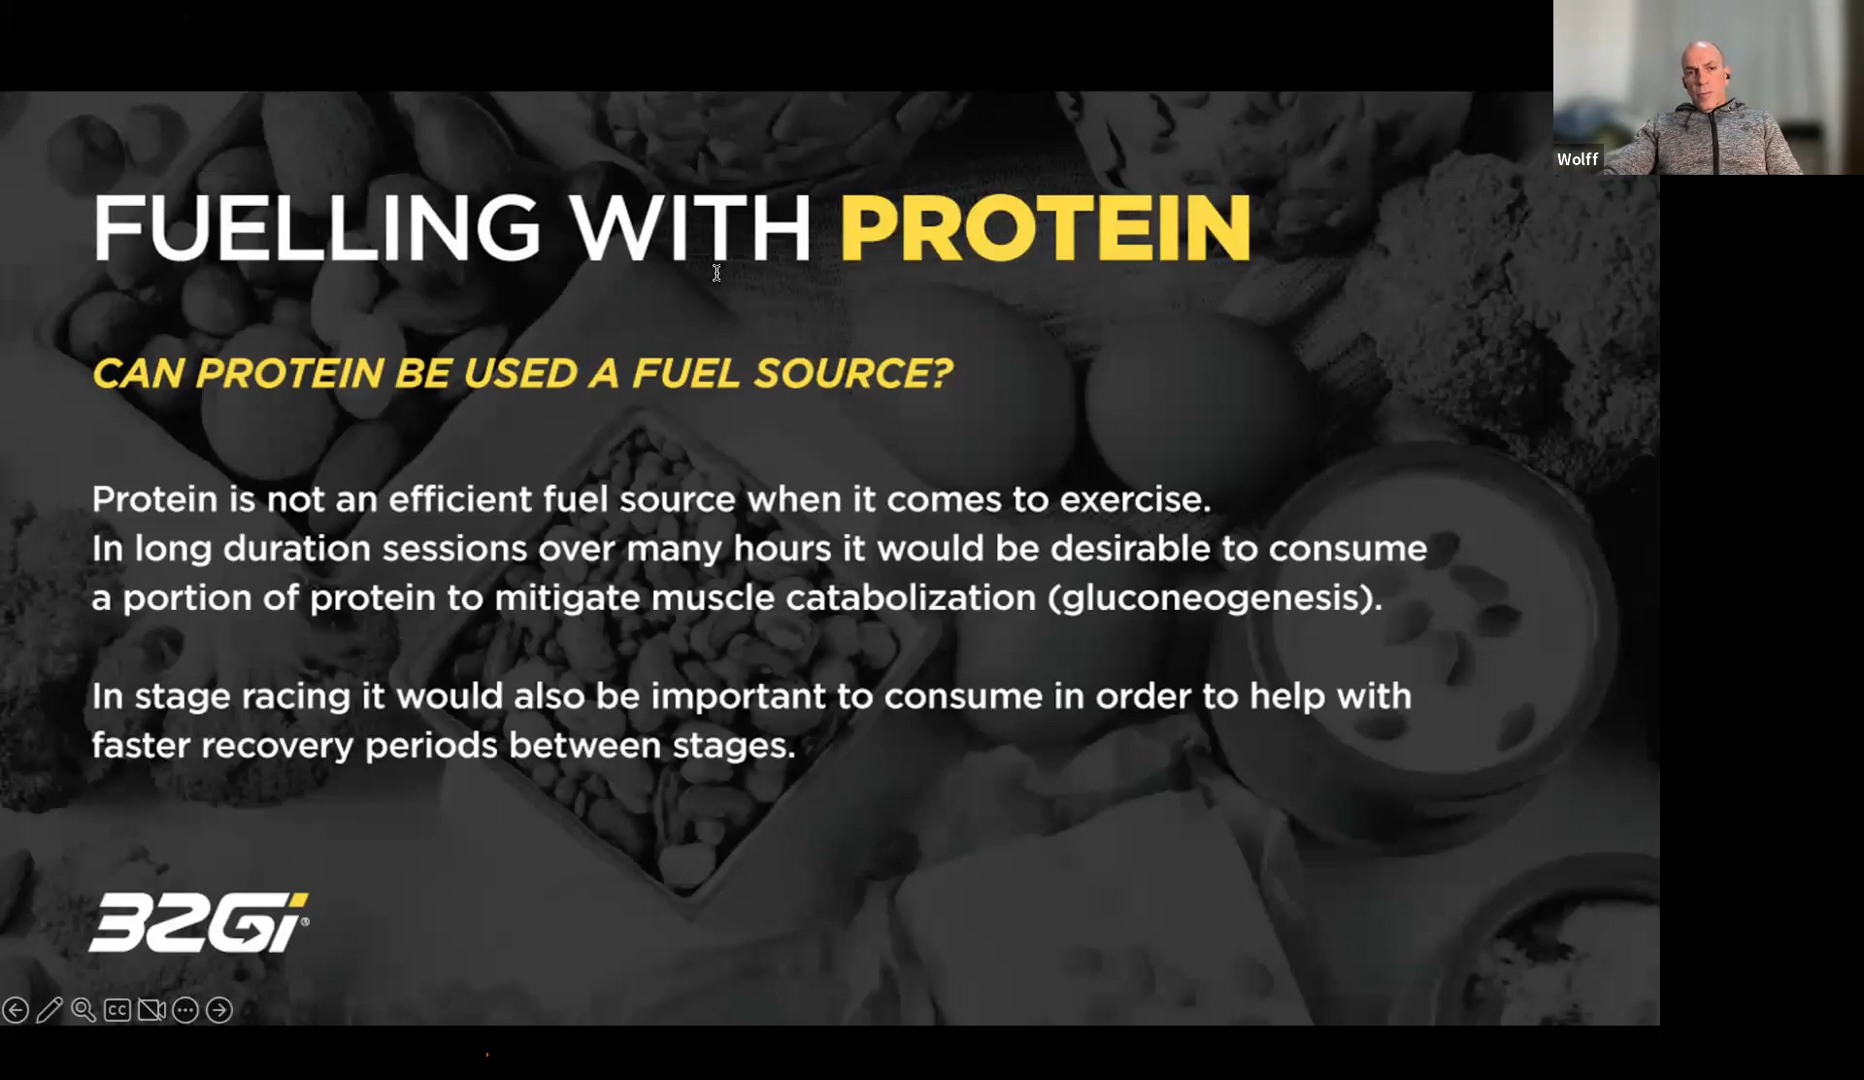 Wolff
FUELLING WITH PROTEIN
CAN PROTEIN BE USED A FUEL SOURCE?
Protein is not an efficient fuel source when it comes to exercise.
In long duration sessions over many hours it would be desirable to consume
a portion of protein to mitigate muscle catabolization (gluconeogenesis).
In stage racing it would also be important to consume in order to help with
faster recovery periods between stages.
32Gi®
CC